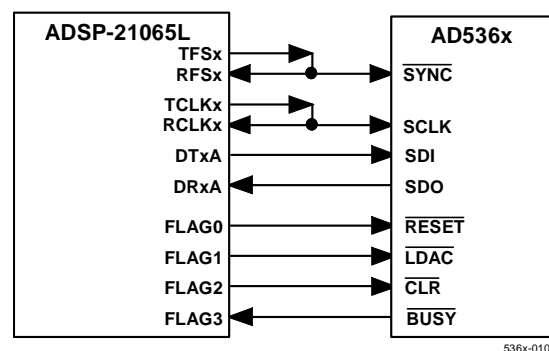 ADSP-21065L
AD536x
TFSx
RFSx
SYNC
TCLKx
RCLKx
SCLK
DTxA
SDI
DRxA
SDO
FLAG0
RESET
FLAG1
LDAC
FLAG2
CLR
FLAG3
BUSY
536x-010